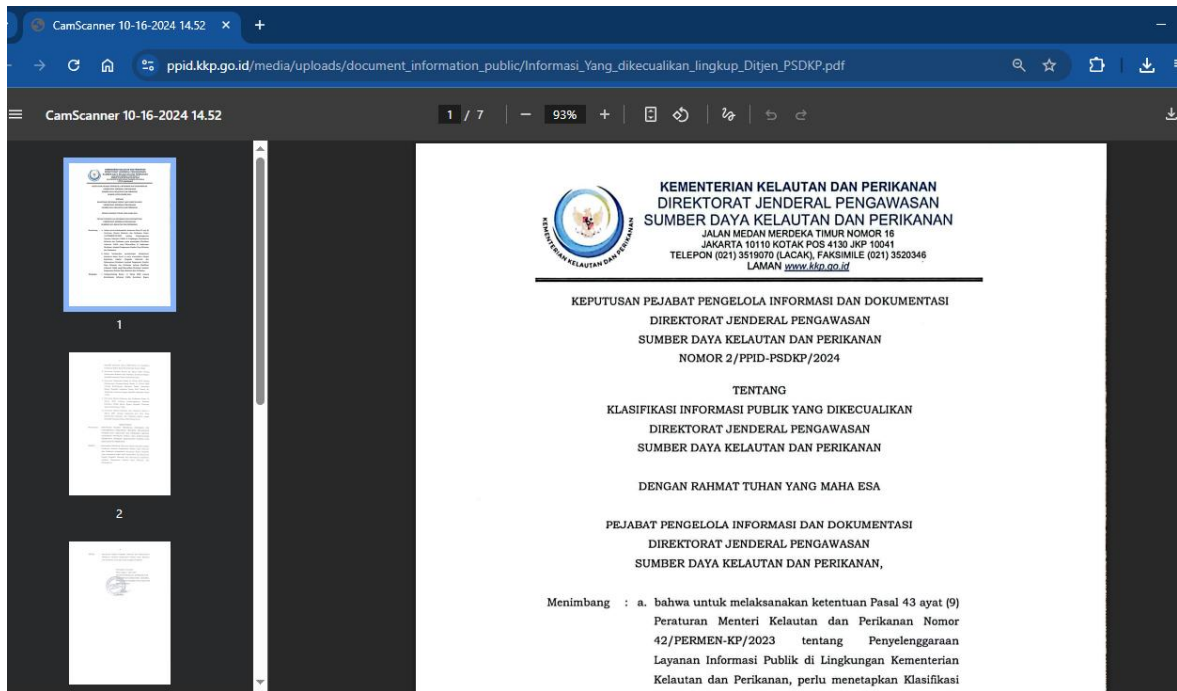 CamScanner 10-16-2024 14.52
ppid.kkp.go.id/media/uploads/document_information_public/Informasi_Yang_dikecualikan_lingkup_Ditjen_PSDKP.pdf
CamScanner 10-16-2024 14.52
1 / 7
93%
1
2
KEMENTERIAN KELAUTAN DAN PERIKANAN
KEMENTERIAN KELAUTAN DAN PERIKANAN
DIREKTORAT JENDERAL PENGAWASAN
SUMBER DAYA KELAUTAN DAN PERIKANAN
JALAN MEDAN MERDEKA TIMUR NOMOR 16
JAKARTA 10110 KOTAK POS 4130 JKP 10041
TELEPON (021) 3519070 (LACAK), FAKSIMILE (021) 3520346
LAMAN www.kkp.go.id
KEPUTUSAN PEJABAT PENGELOLA INFORMASI DAN DOKUMENTASI
DIREKTORAT JENDERAL PENGAWASAN
SUMBER DAYA KELAUTAN DAN PERIKANAN
NOMOR 2/PPID-PSDKP/2024
TENTANG
KLASIFIKASI INFORMASI PUBLIK YANG DIKECUALIKAN
DIREKTORAT JENDERAL PENGAWASAN
SUMBER DAYA KELAUTAN DAN PERIKANAN
DENGAN RAHMAT TUHAN YANG MAHA ESA
PEJABAT PENGELOLA INFORMASI DAN DOKUMENTASI
DIREKTORAT JENDERAL PENGAWASAN
SUMBER DAYA KELAUTAN DAN PERIKANAN,
Menimbang : a. bahwa untuk melaksanakan ketentuan Pasal 43 ayat (9)
Peraturan Menteri Kelautan dan Perikanan Nomor
42/PERMEN-KP/2023 tentang Penyelenggaraan
Layanan Informasi Publik di Lingkungan Kementerian
Kelautan dan Perikanan, perlu menetapkan Klasifikasi